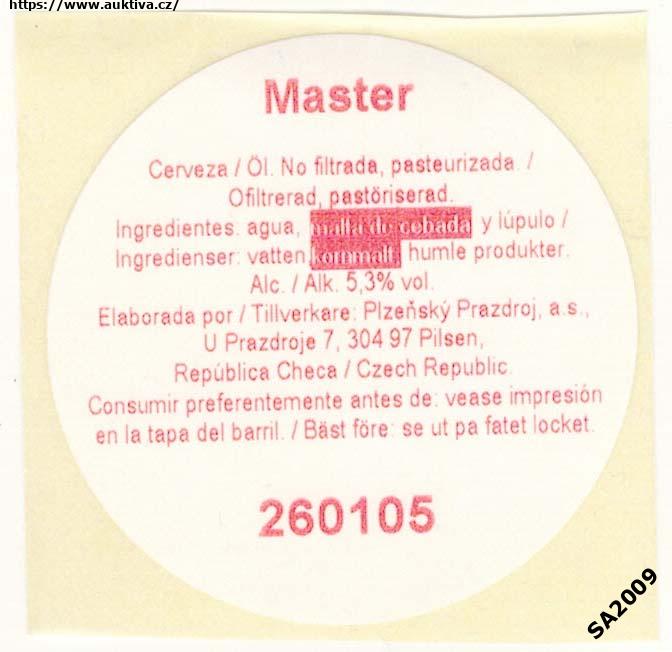 https://www.auktiva.cz/
Master
Cerveza / Öl. No filtrada, pasteurizada. /
Ofiltrerad, pastöriserad.
Ingredientes: agua, malta de cebada y lúpulo /
Ingredienser: vatten, kornmalt, humle produkter.
Alc. / Alk. 5,3% vol.
Elaborada por / Tillverkare: Plzeňský Prazdroj, a.s.,
U Prazdroje 7, 304 97 Pilsen,
República Checa / Czech Republic.
Consumir preferentemente antes de: vease impresión
en la tapa del barril. / Bäst före: se ut pa fatet locket.
260105
SA2009